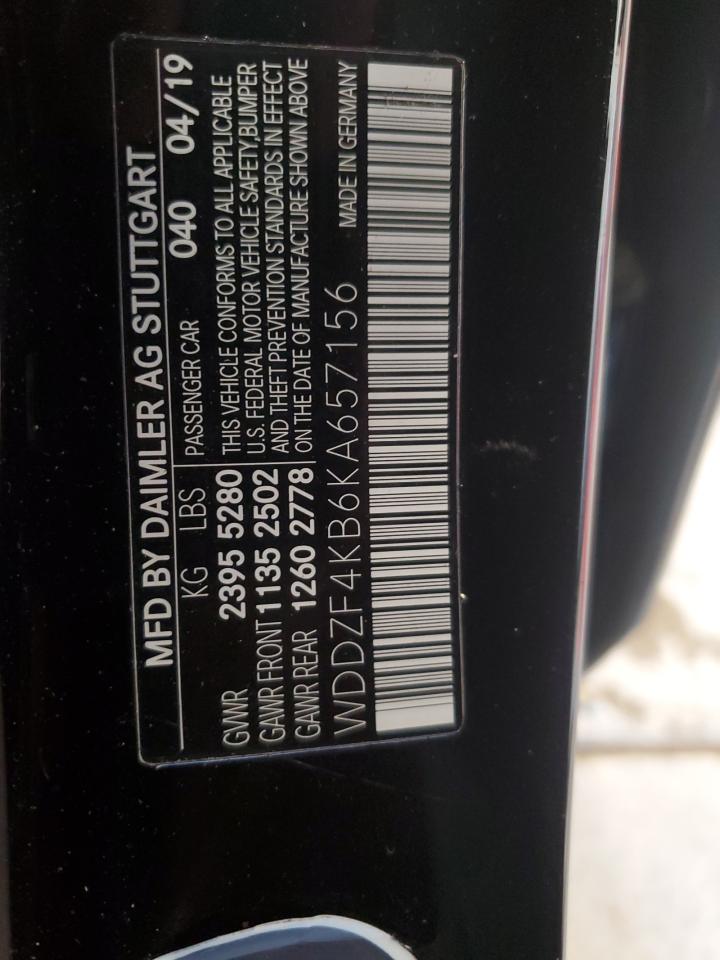 MFD BY DAIMLER AG STUTTGART
KG LBS PASSENGER CAR 040 04/19
GVWR 2395 5280 THIS VEHICLE CONFORMS TO ALL APPLICABLE
GAWR FRONT 1135 2502 U.S. FEDERAL MOTOR VEHICLE SAFETY,BUMPER
GAWR REAR 1260 2778 AND THEFT PREVENTION STANDARDS IN EFFECT
ON THE DATE OF MANUFACTURE SHOWN ABOVE
WDDZF4KB6KA657156 MADE IN GERMANY